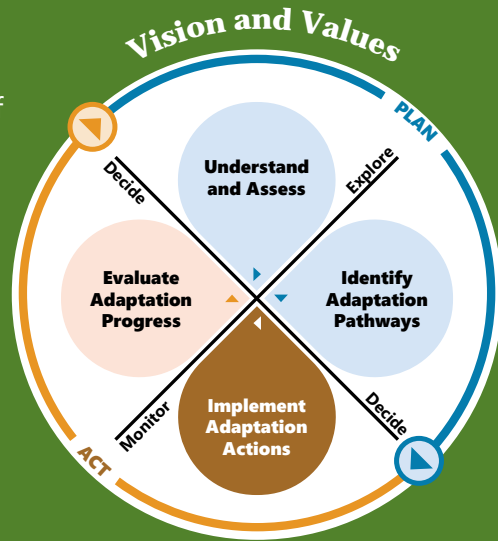 Vision and Values
PLAN
Understand
and Assess
Decide
Explore
Evaluate
Adaptation
Progress
Identify
Adaptation
Pathways
Implement
Adaptation
Actions
Monitor
Decide
ACT